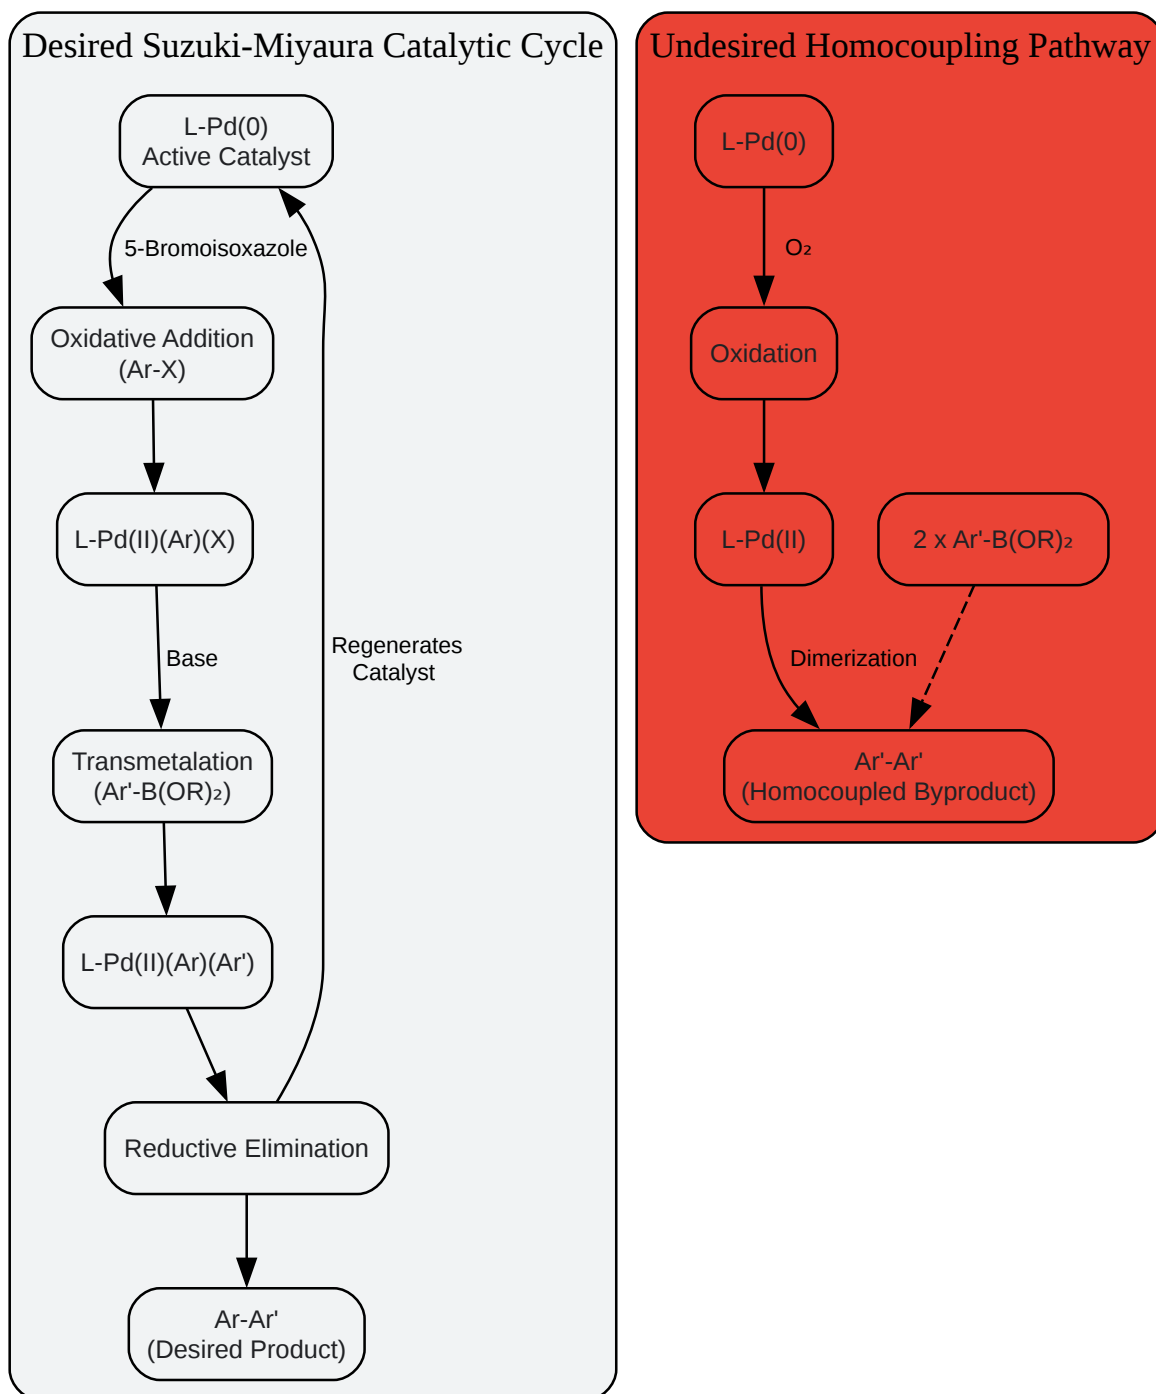 Desired Suzuki-Miyaura Catalytic Cycle
L-Pd(0)
Active Catalyst
5-Bromoisoxazole
Oxidative Addition
(Ar-X)
L-Pd(II)(Ar)(X)
Base
Regenerates
Catalyst
Transmetalation
(Ar'-B(OR)₂)
L-Pd(II)(Ar)(Ar')
Reductive Elimination
Ar-Ar'
(Desired Product)
Undesired Homocoupling Pathway
L-Pd(0)
O₂
Oxidation
L-Pd(II)
2 x Ar'-B(OR)₂
Dimerization
Ar'-Ar'
(Homocoupled Byproduct)